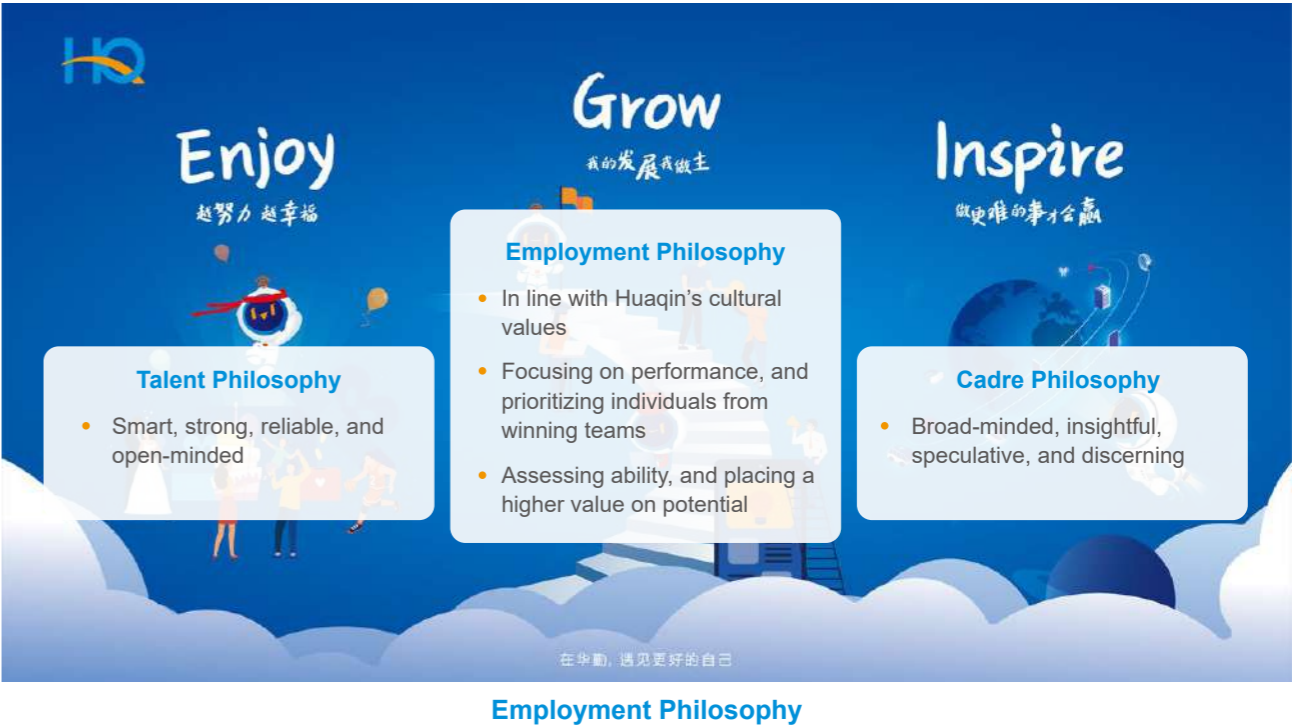 HQ
Enjoy
越努力 越幸福
Grow
我的发展我做主
Inspire
做更难的事才会赢
Talent Philosophy
• Smart, strong, reliable, and
open-minded
Employment Philosophy
• In line with Huaqin’s cultural
values
• Focusing on performance, and
prioritizing individuals from
winning teams
• Assessing ability, and placing a
higher value on potential
Cadre Philosophy
• Broad-minded, insightful,
speculative, and discerning
在华勤, 遇见更好的自己
Employment Philosophy